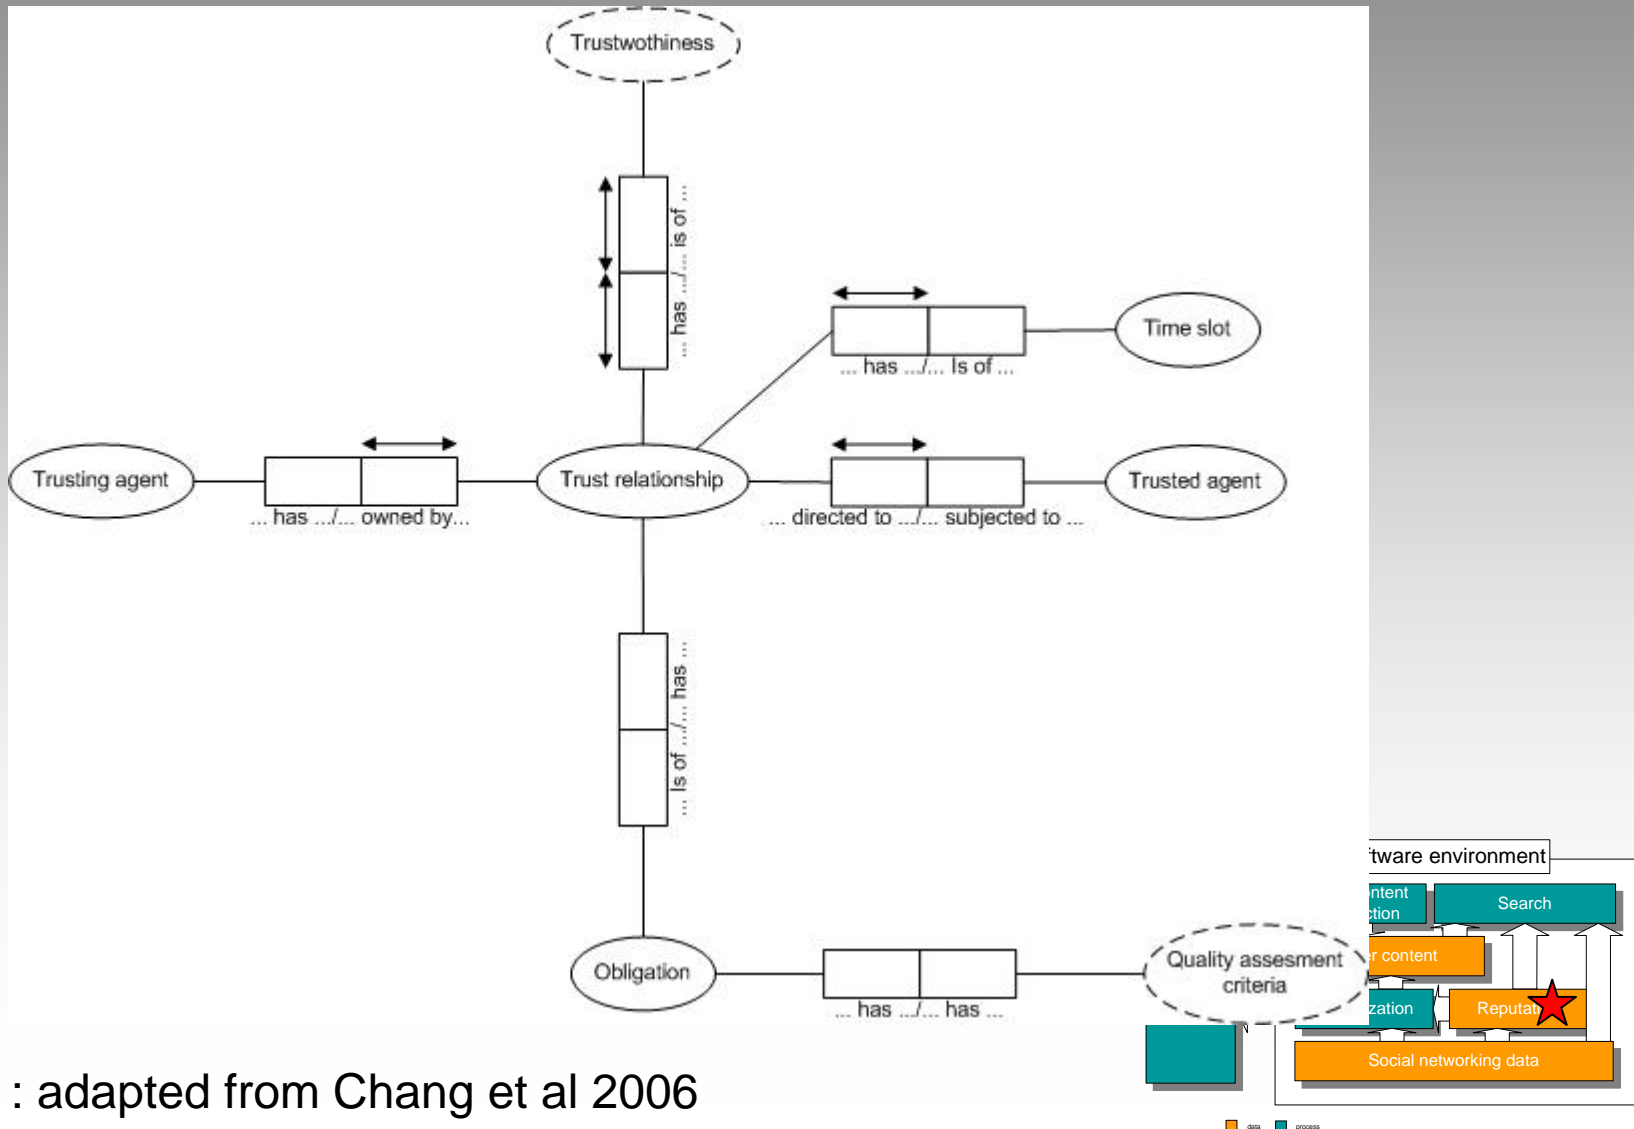 Trustwothiness
... has .../... is of ...
... has .../... Is of ...
Time slot
Trusting agent
... has .../... owned by...
Trust relationship
... directed to .../... subjected to ...
Trusted agent
... Is of .../... has ...
Obligation
... has .../... has ...
Quality assesment
criteria
ftware environment
ntent
ction
Search
r content
zation
Reputati
Social networking data
: adapted from Chang et al 2006
data
process